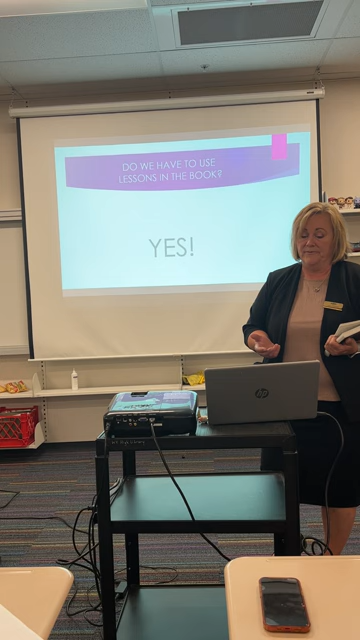 DO WE HAVE TO USE
LESSONS IN THE BOOK?
YES!
hp